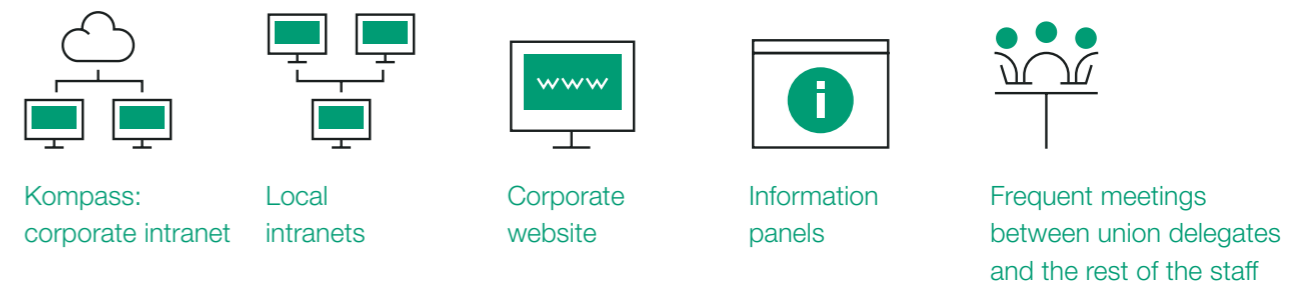 www
i
Kompass:
corporate intranet
Local
intranets
Corporate
website
Information
panels
Frequent meetings
between union delegates
and the rest of the staff